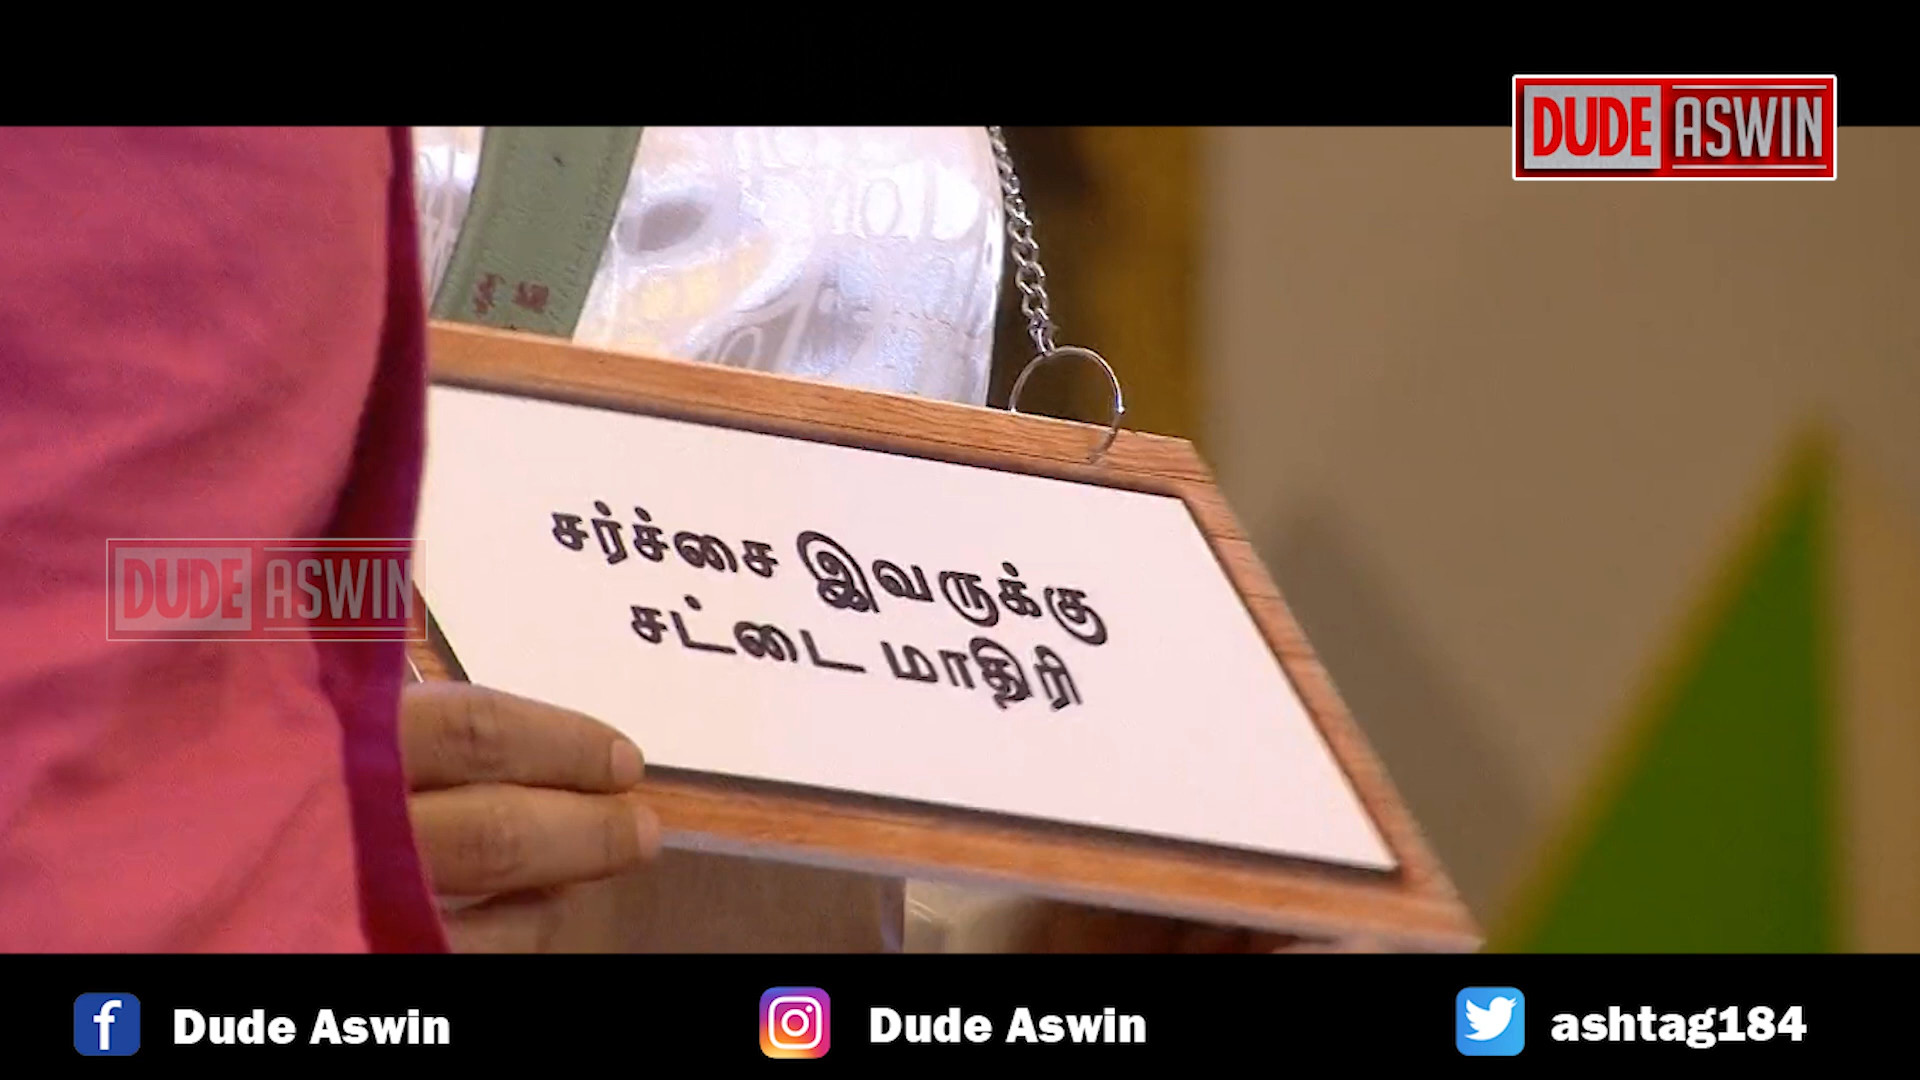 DUDE ASWIN
சர்ச்சை இவருக்கு
சட்டை மாதிரி
DUDE ASWIN
Dude Aswin
Dude Aswin
ashtag184